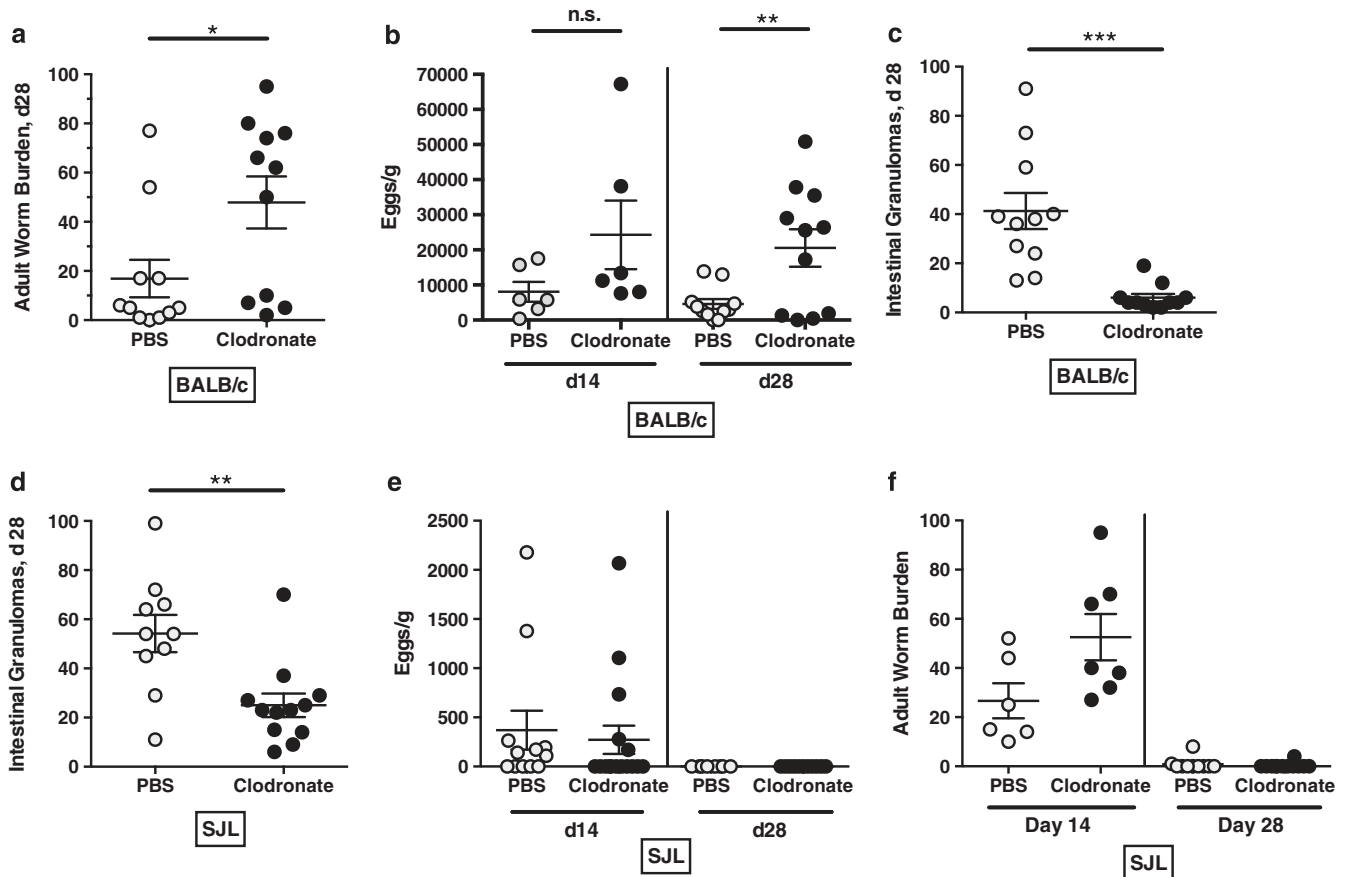 a
*
Adult Worm Burden, d28
100
80
60
40
20
0
PBS
Clodronate
BALB/c
b
n.s.
**
Eggs/g
70000
60000
50000
40000
30000
20000
10000
0
PBS
Clodronate
PBS
Clodronate
d14
d28
BALB/c
c
***
Intestinal Granulomas, d 28
100
80
60
40
20
0
PBS
Clodronate
BALB/c
d
**
Intestinal Granulomas, d 28
100
80
60
40
20
0
PBS
Clodronate
SJL
e
Eggs/g
2500
2000
1500
1000
500
0
PBS
Clodronate
PBS
Clodronate
d14
d28
SJL
f
Adult Worm Burden
100
80
60
40
20
0
PBS
Clodronate
PBS
Clodronate
Day 14
Day 28
SJL